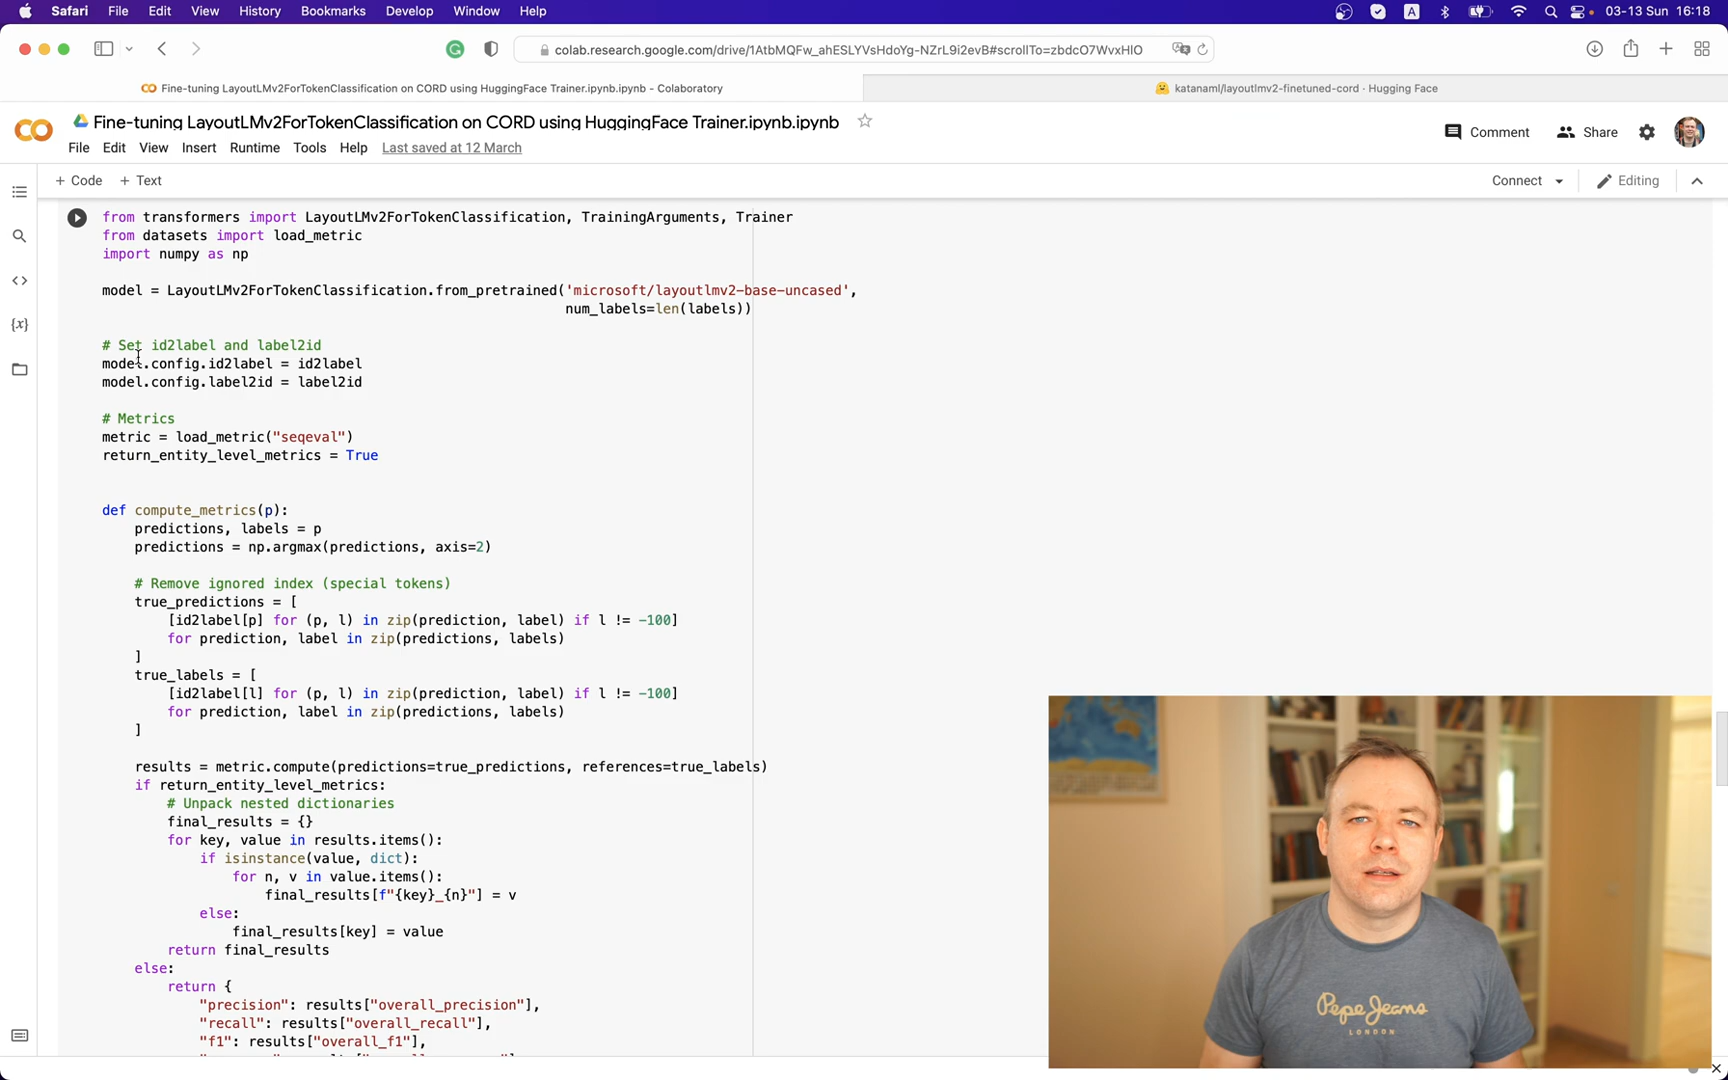 Safari File Edit View History Bookmarks Develop Window Help A 03-13 Sun 16:18
colab.research.google.com/drive/1AtbMQFw_ahESLYVsHdoYg-NZrL9i2evB#scrollTo=zbdcO7WvxHlO
Fine-tuning LayoutLMv2ForTokenClassification on CORD using HuggingFace Trainer.ipynb.ipynb - Colaboratory
katanaml/layoutlmv2-finetuned-cord · Hugging Face
Fine-tuning LayoutLMv2ForTokenClassification on CORD using HuggingFace Trainer.ipynb.ipynb
Comment Share
File Edit View Insert Runtime Tools Help Last saved at 12 March
+ Code + Text Connect Editing
from transformers import LayoutLMv2ForTokenClassification, TrainingArguments, Trainer
from datasets import load_metric
import numpy as np
model = LayoutLMv2ForTokenClassification.from_pretrained('microsoft/layoutlmv2-base-uncased',
num_labels=len(labels))
# Set id2label and label2id
model.config.id2label = id2label
model.config.label2id = label2id
# Metrics
metric = load_metric("seqeval")
return_entity_level_metrics = True
def compute_metrics(p):
predictions, labels = p
predictions = np.argmax(predictions, axis=2)
# Remove ignored index (special tokens)
true_predictions = [
[id2label[p] for (p, l) in zip(prediction, label) if l != -100]
for prediction, label in zip(predictions, labels)
]
true_labels = [
[id2label[l] for (p, l) in zip(prediction, label) if l != -100]
for prediction, label in zip(predictions, labels)
]
results = metric.compute(predictions=true_predictions, references=true_labels)
if return_entity_level_metrics:
# Unpack nested dictionaries
final_results = {}
for key, value in results.items():
if isinstance(value, dict):
for n, v in value.items():
final_results[f"{key}_{n}"] = v
else:
final_results[key] = value
return final_results
else:
return {
"precision": results["overall_precision"],
"recall": results["overall_recall"],
"f1": results["overall_f1"],
Pepe Jeans
LONDON